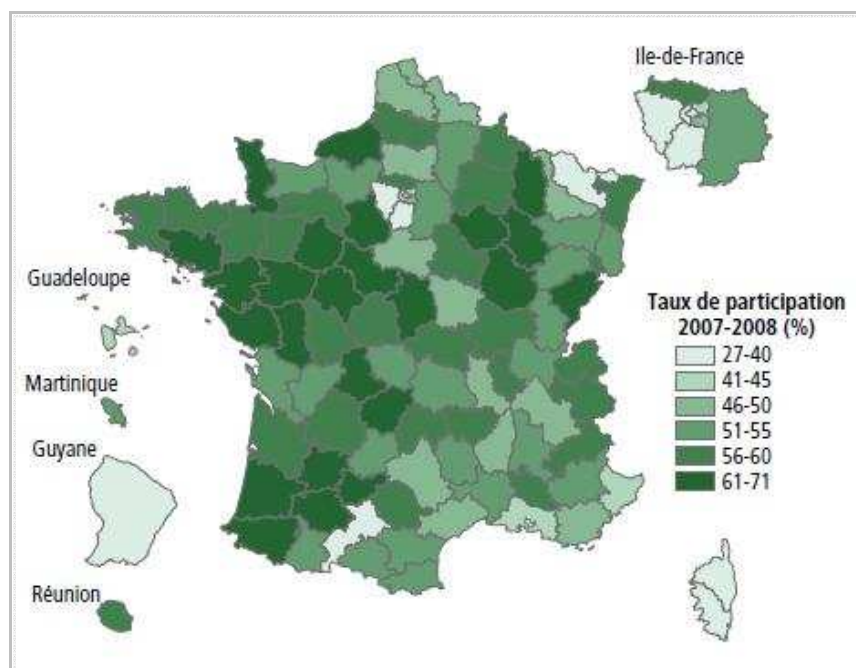 Ile-de-France
Guadeloupe
Martinique
Guyane
Réunion
Taux de participation
2007-2008 (%)
27-40
41-45
46-50
51-55
56-60
61-71